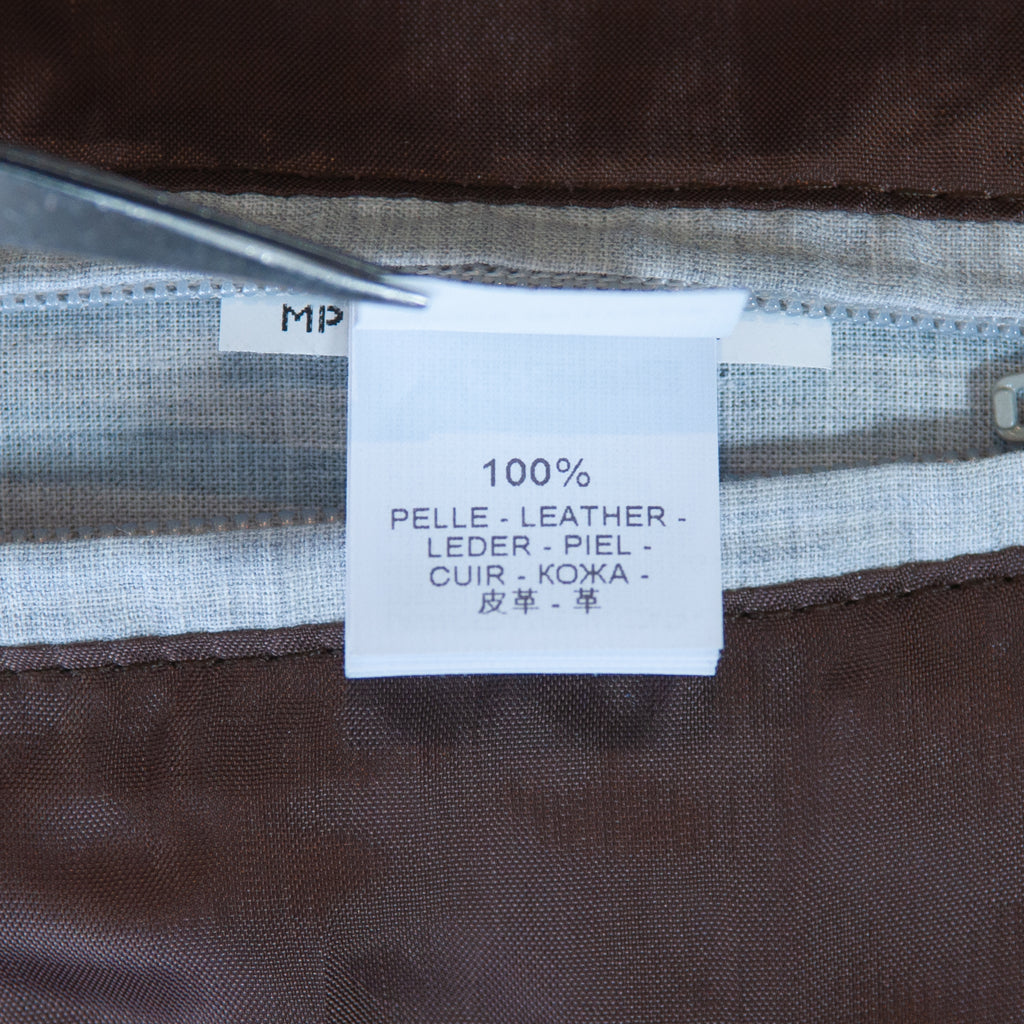 MP
100%
PELLE - LEATHER -
LEDER - PIEL -
CUIR - КОЖА -
皮革 - 革